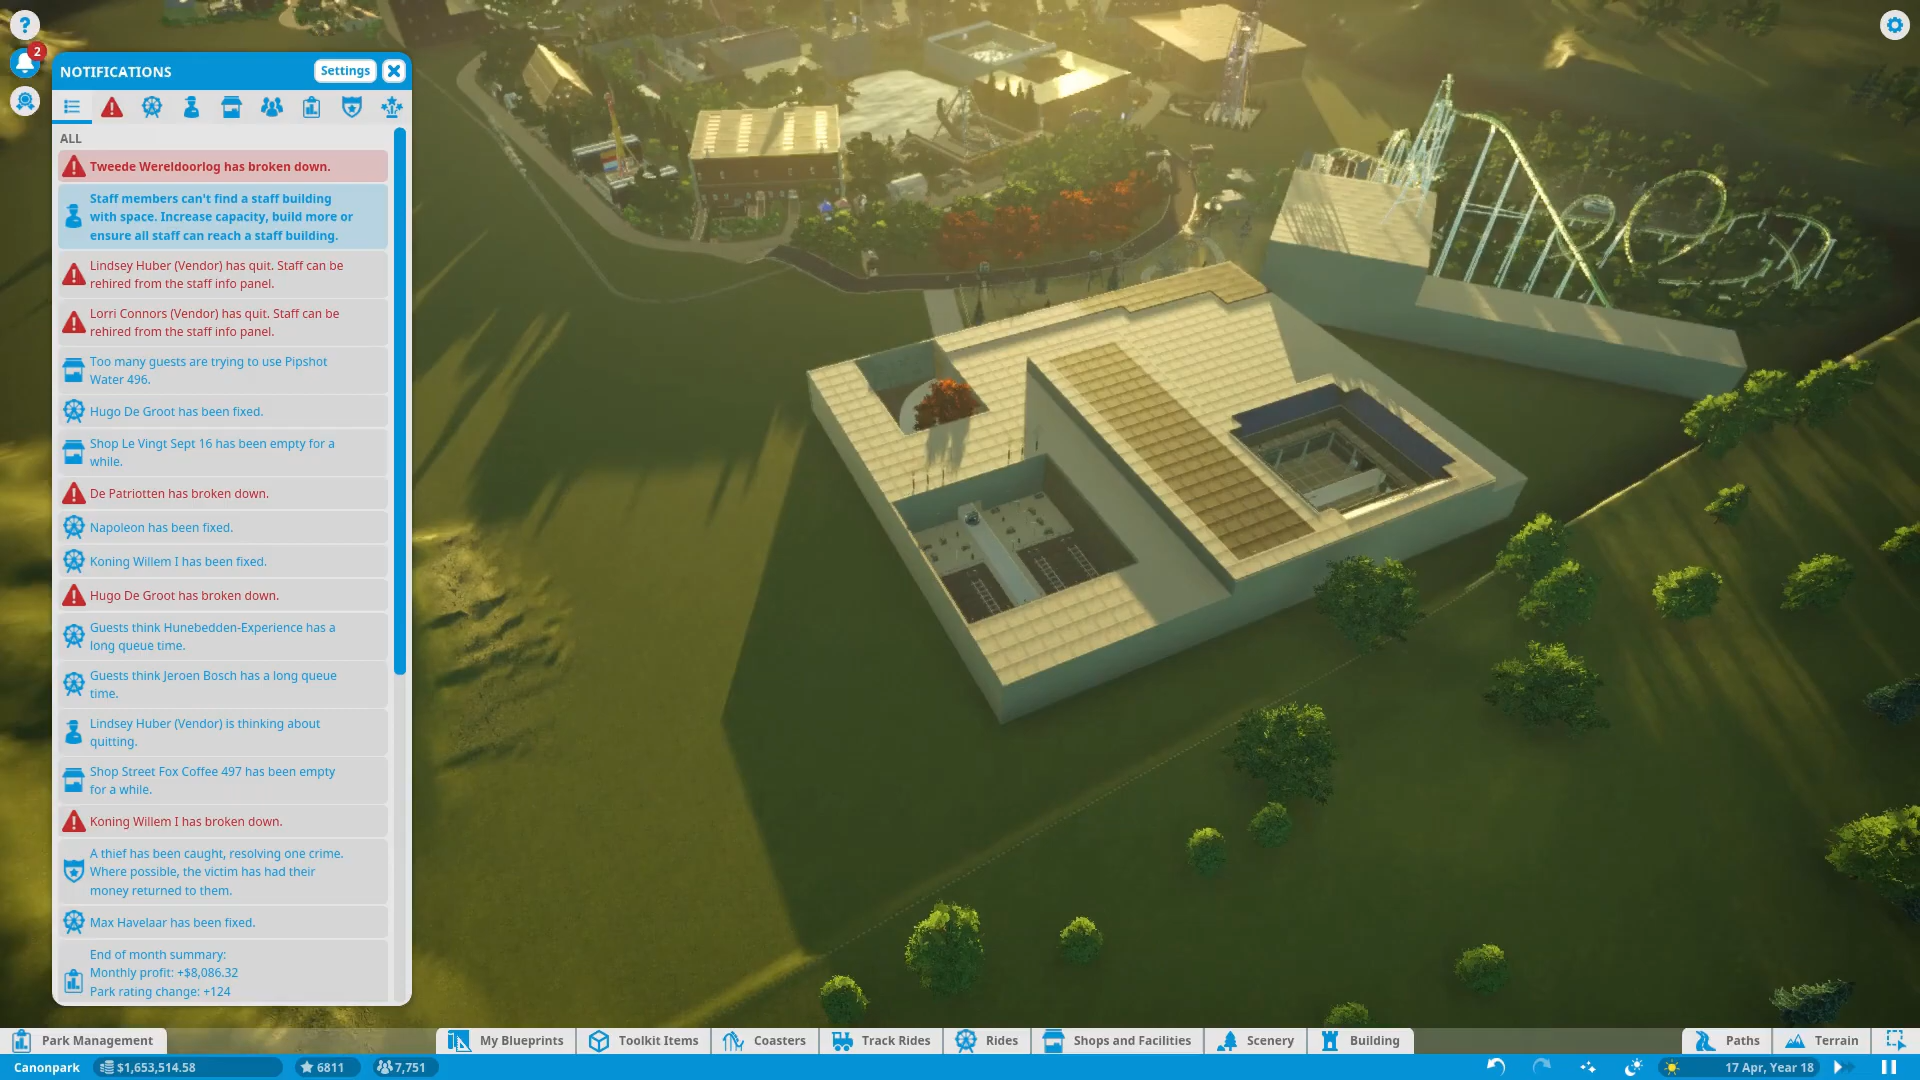 ?
2
NOTIFICATIONS
Settings
ALL
Tweede Wereldoorlog has broken down.
Staff members can't find a staff building
with space. Increase capacity, build more or
ensure all staff can reach a staff building.
Lindsey Huber (Vendor) has quit. Staff can be
rehired from the staff info panel.
Lorri Connors (Vendor) has quit. Staff can be
rehired from the staff info panel.
Too many guests are trying to use Pipshot
Water 496.
Hugo De Groot has been fixed.
Shop Le Vingt Sept 16 has been empty for a
while.
De Patriotten has broken down.
Napoleon has been fixed.
Koning Willem I has been fixed.
Hugo De Groot has broken down.
Guests think Hunebedden-Experience has a
long queue time.
Guests think Jeroen Bosch has a long queue
time.
Lindsey Huber (Vendor) is thinking about
quitting.
Shop Street Fox Coffee 497 has been empty
for a while.
Koning Willem I has broken down.
A thief has been caught, resolving one crime.
Where possible, the victim has had their
money returned to them.
Max Havelaar has been fixed.
End of month summary:
Monthly profit: +$8,086.32
Park rating change: +124
Park Management
My Blueprints
Toolkit Items
Coasters
Track Rides
Rides
Shops and Facilities
Scenery
Building
Paths
Terrain
Canonpark
$1,653,514.58
6811
7,751
17 Apr, Year 18